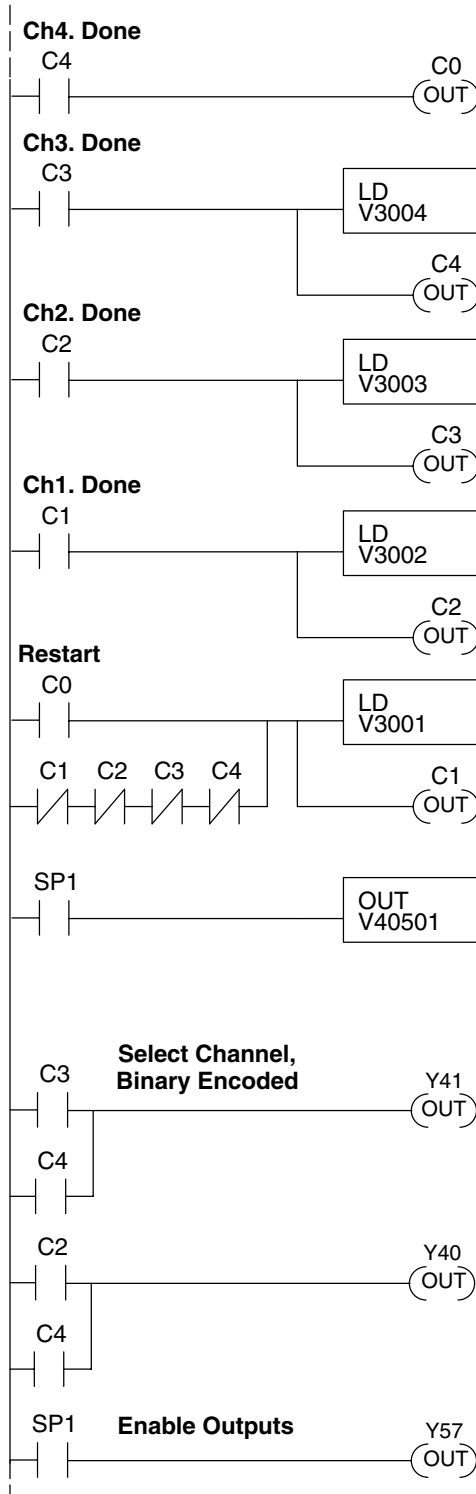 Ch4. Done
C4
C0
OUT
Ch3. Done
C3
LD
V3004
C4
OUT
Ch2. Done
C2
LD
V3003
C3
OUT
Ch1. Done
C1
LD
V3002
C2
OUT
Restart
C0
LD
V3001
C1 C2 C3 C4
C1
OUT
SP1
OUT
V40501
Select Channel,
Binary Encoded
C3
Y41
OUT
C4
C2
Y40
OUT
C4
SP1
Enable Outputs
Y57
OUT